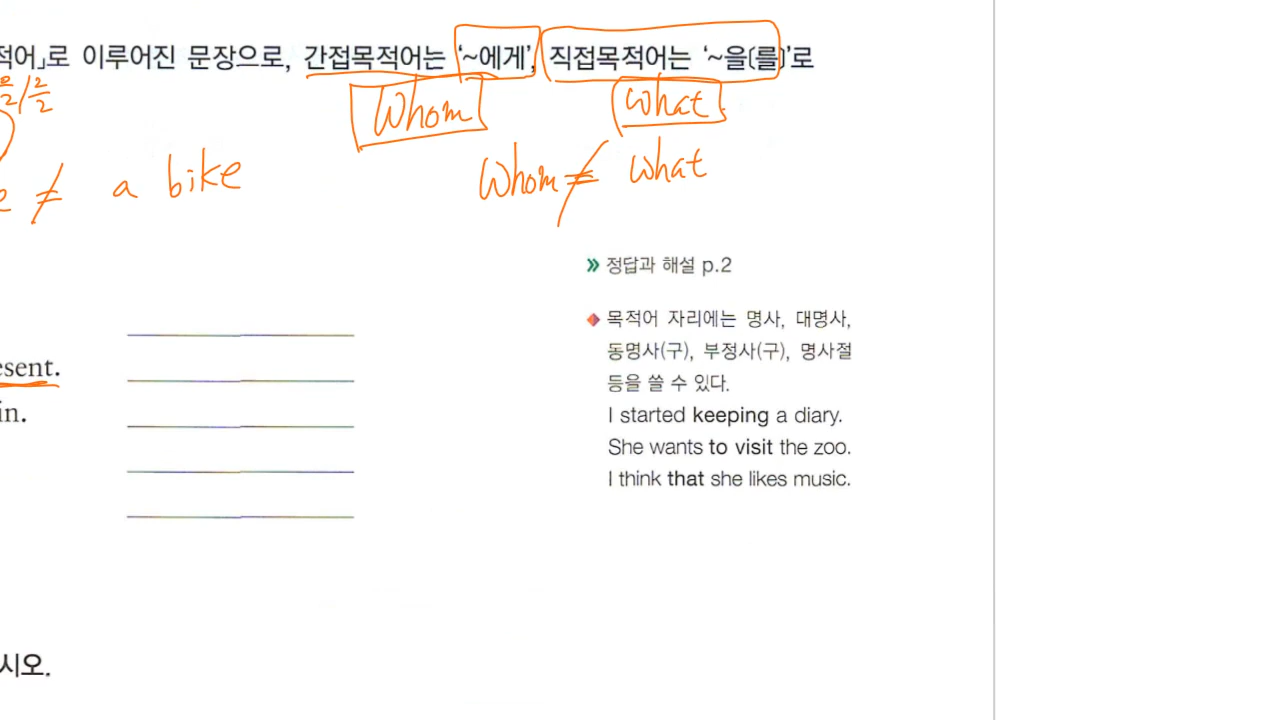 적어」로 이루어진 문장으로, 간접목적어는 ‘~에게’, 직접목적어는 ‘~을(를)’로
2/2
Whom what
≠ a bike
Whom ≠ what
» 정답과 해설 p.2
목적어 자리에는 명사, 대명사,
동명사(구), 부정사(구), 명사절
등을 쓸 수 있다.
esent.
in.
I started keeping a diary.
She wants to visit the zoo.
I think that she likes music.
시오.